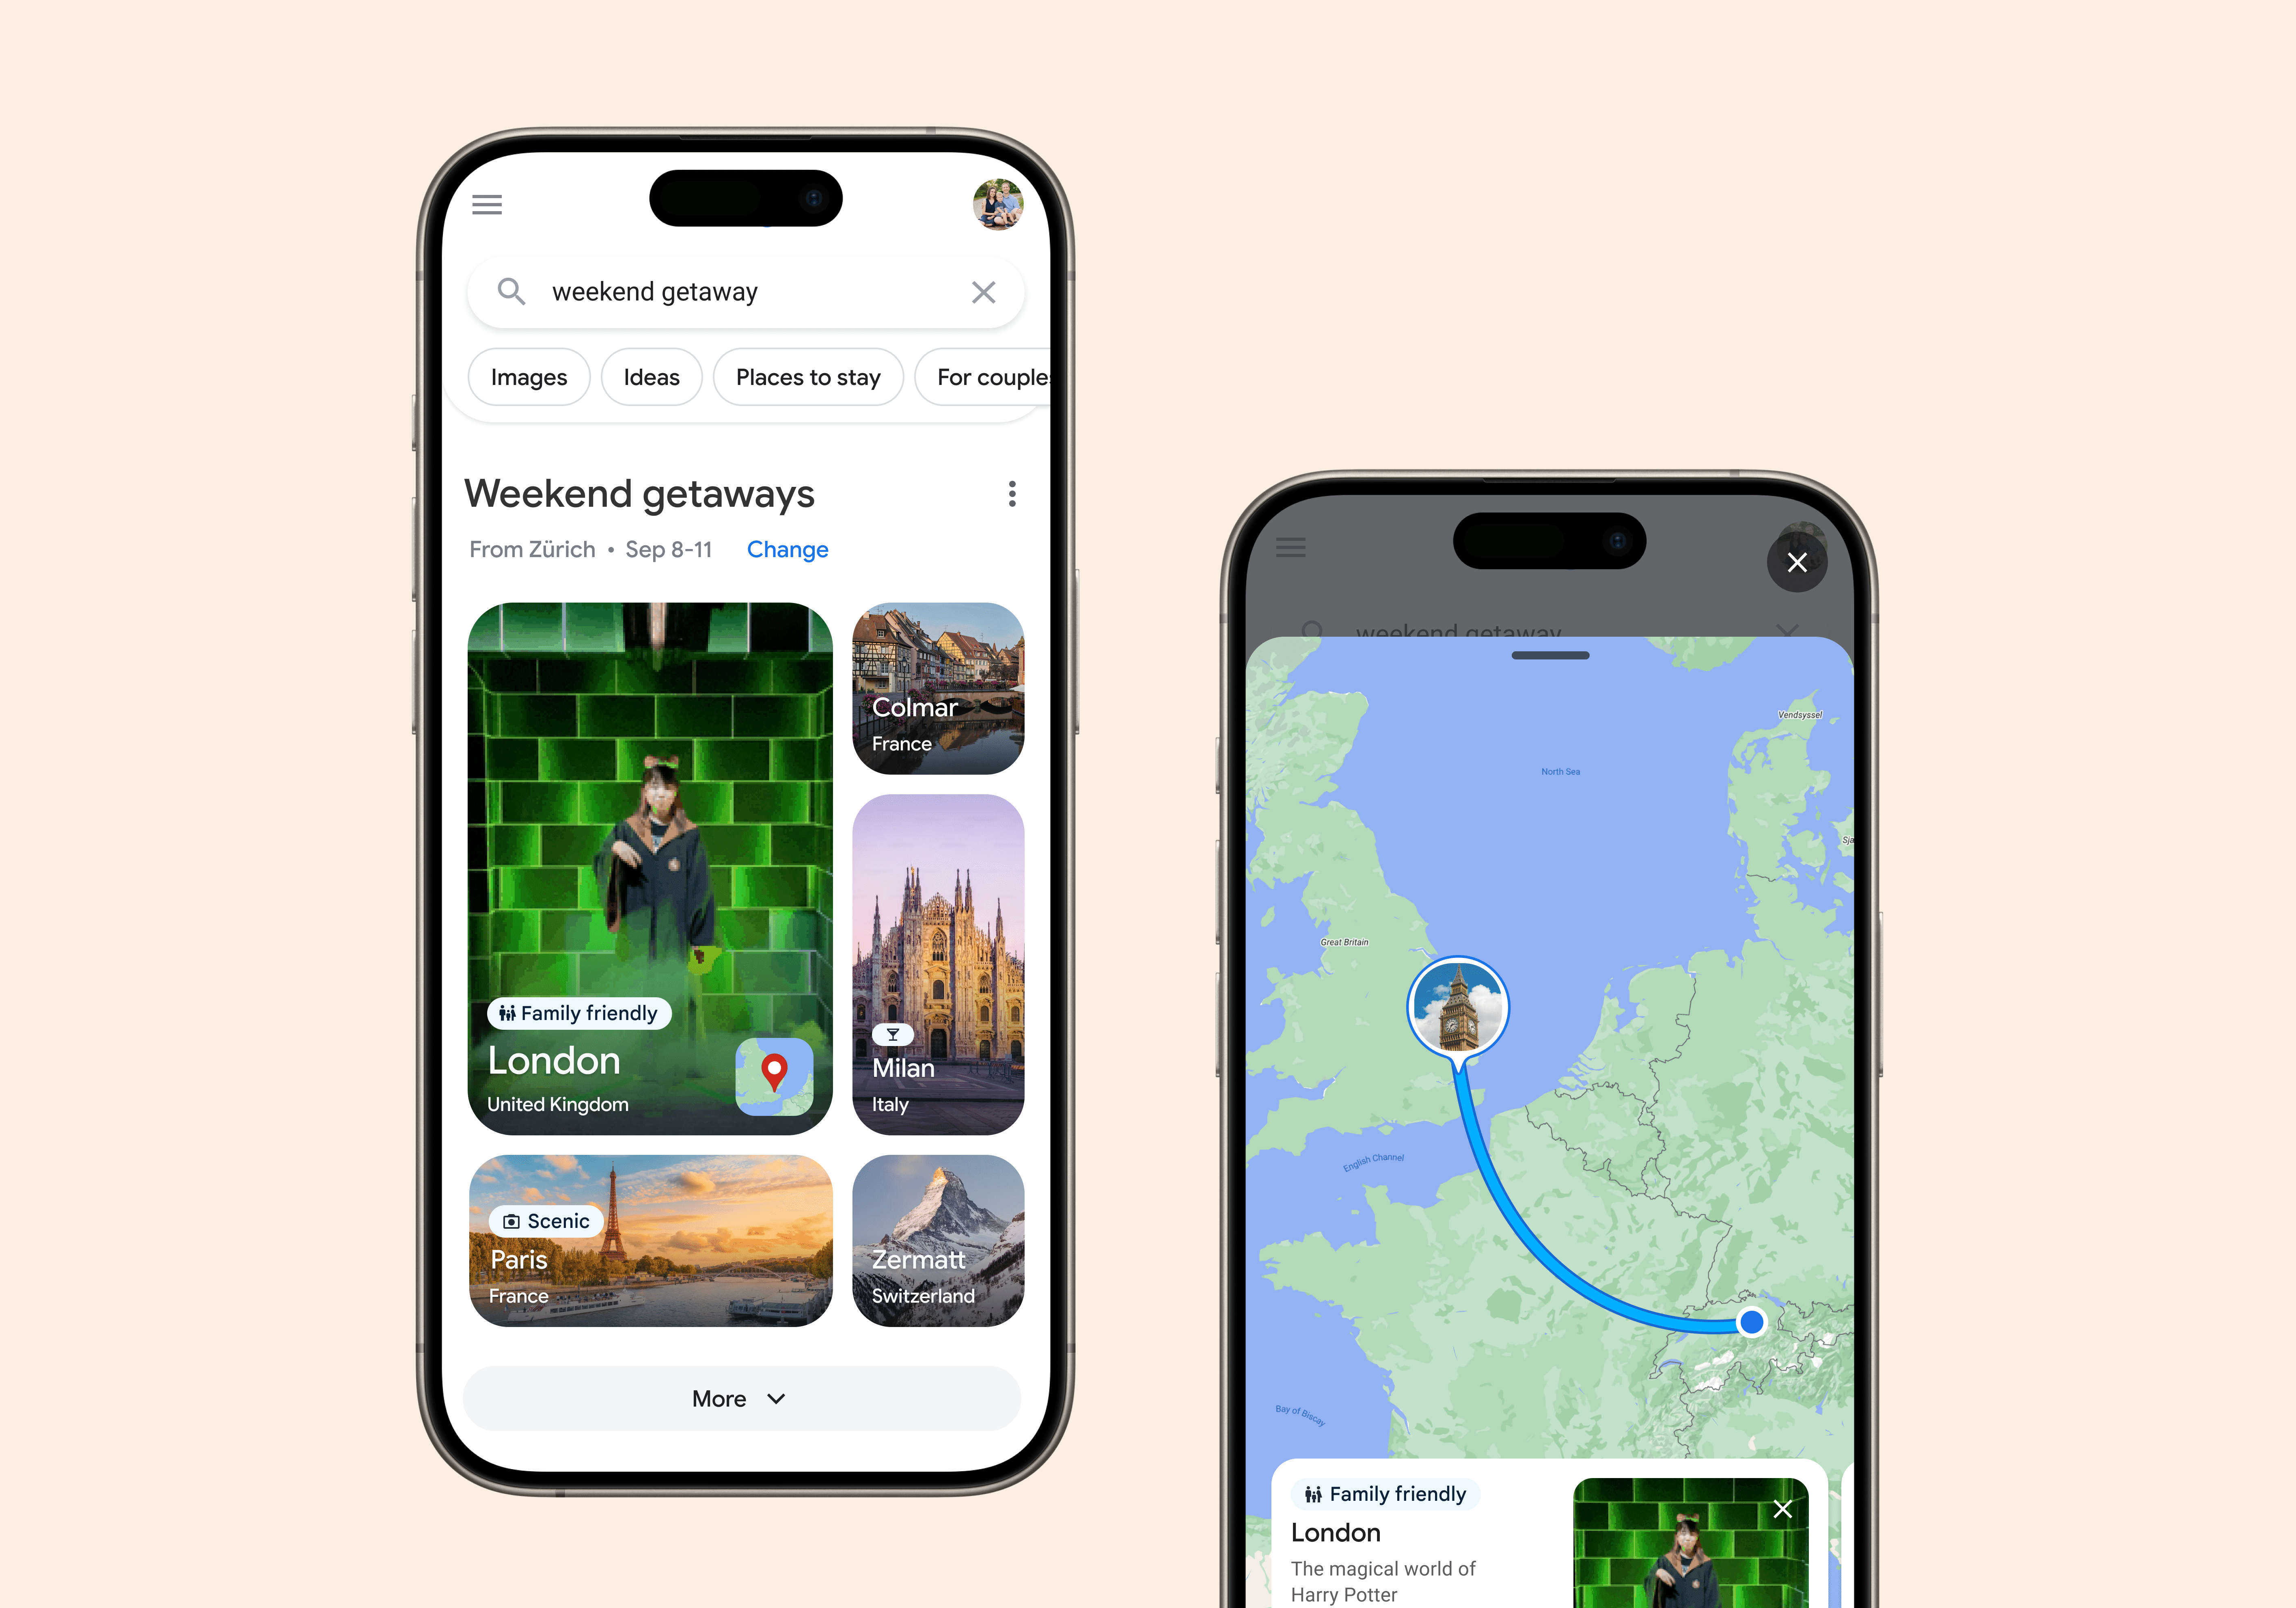 weekend getaway
Images
Ideas
Places to stay
For couple
Weekend getaways
From Zürich • Sep 8-11 Change
Family friendly
London
United Kingdom
Colmar
France
Milan
Italy
Scenic
Paris
France
Zermatt
Switzerland
More
weekend getaway
Vendsyssel
North Sea
Great Britain
English Channel
Bay of Biscay
Family friendly
London
The magical world of
Harry Potter